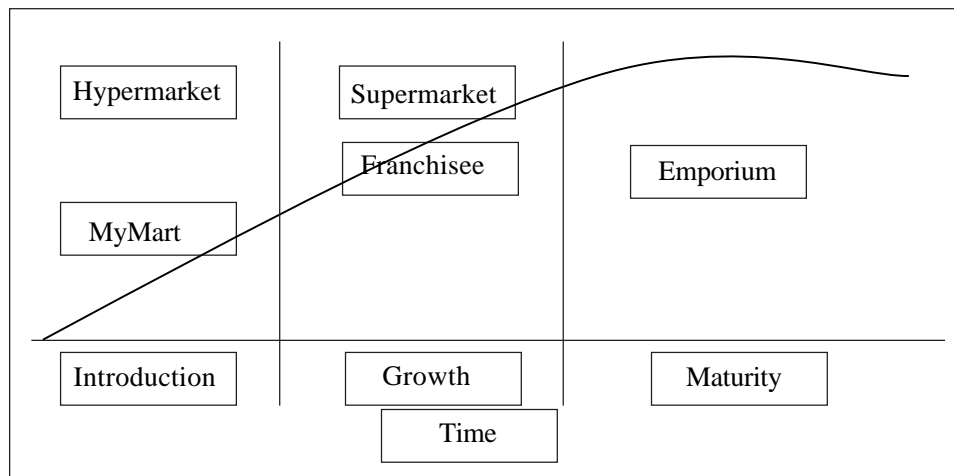 Hypermarket
Supermarket
Franchisee
Emporium
MyMart
Introduction
Growth
Maturity
Time